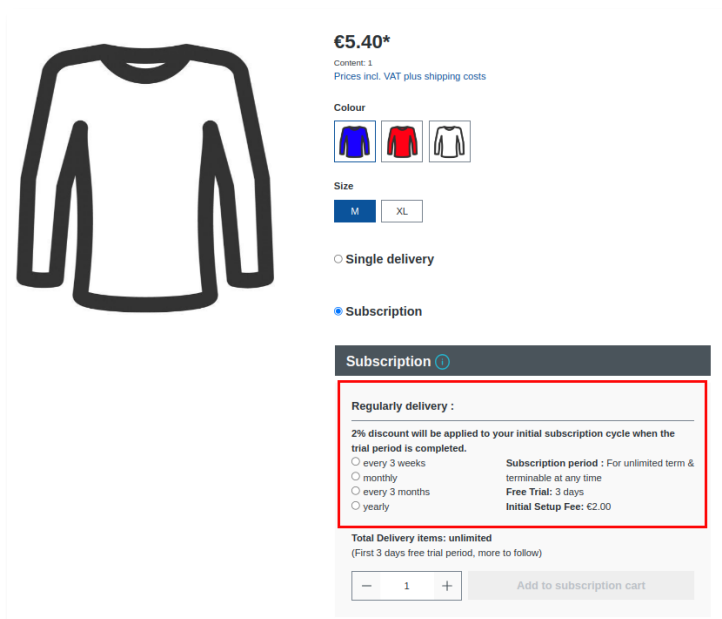 €5.40*
Content: 1
Prices incl. VAT plus shipping costs
Colour
Size
M
XL
Single delivery
Subscription
Subscription
Regularly delivery :
2% discount will be applied to your initial subscription cycle when the
trial period is completed.
every 3 weeks
monthly
every 3 months
yearly
Subscription period : For unlimited term &
terminable at any time
Free Trial: 3 days
Initial Setup Fee: €2.00
Total Delivery items: unlimited
(First 3 days free trial period, more to follow)
− 1 +
Add to subscription cart